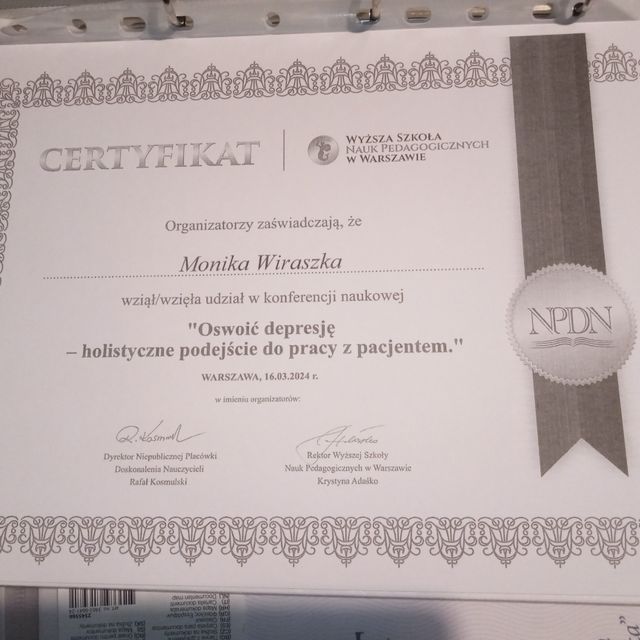 CERTYFIKAT
WYŻSZA SZKOŁA
NAUK PEDAGOGICZNYCH
W WARSZAWIE
Organizatorzy zaświadczają, że
Monika Wiraszka
wziął/wzięła udział w konferencji naukowej
"Oswoić depresję
– holistyczne podejście do pracy z pacjentem."
WARSZAWA, 16.03.2024 r.
w imieniu organizatorów:
Dyrektor Niepublicznej Placówki
Doskonalenia Nauczycieli
Rafał Kosmulski
Rektor Wyższej Szkoły
Nauk Pedagogicznych w Warszawie
Krystyna Adaśko
NPDN